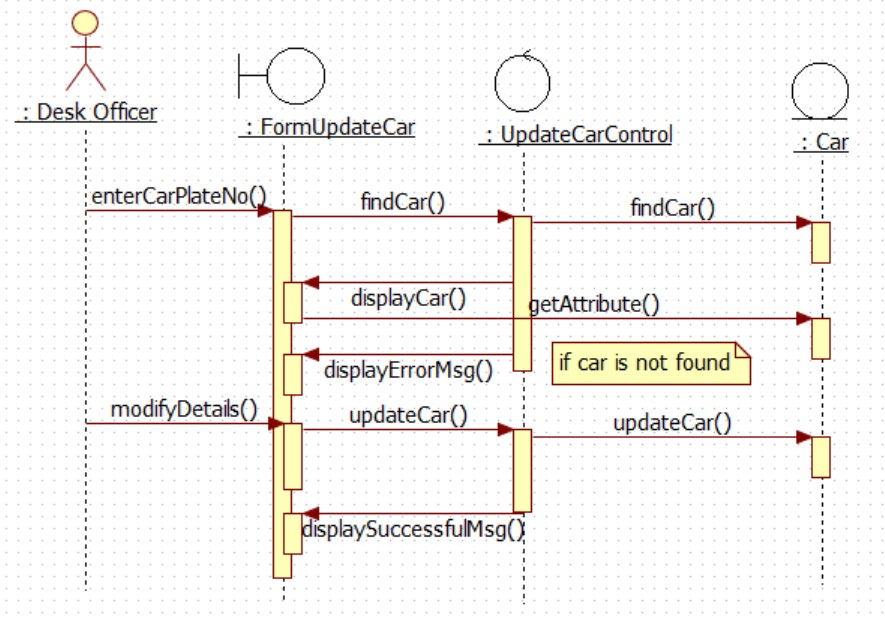 : Desk Officer
: FormUpdateCar
: UpdateCarControl
: Car
enterCarPlateNo()
findCar()
findCar()
displayCar()
getAttribute()
displayErrorMsg()
if car is not found
modifyDetails()
updateCar()
updateCar()
displaySuccessfulMsg()